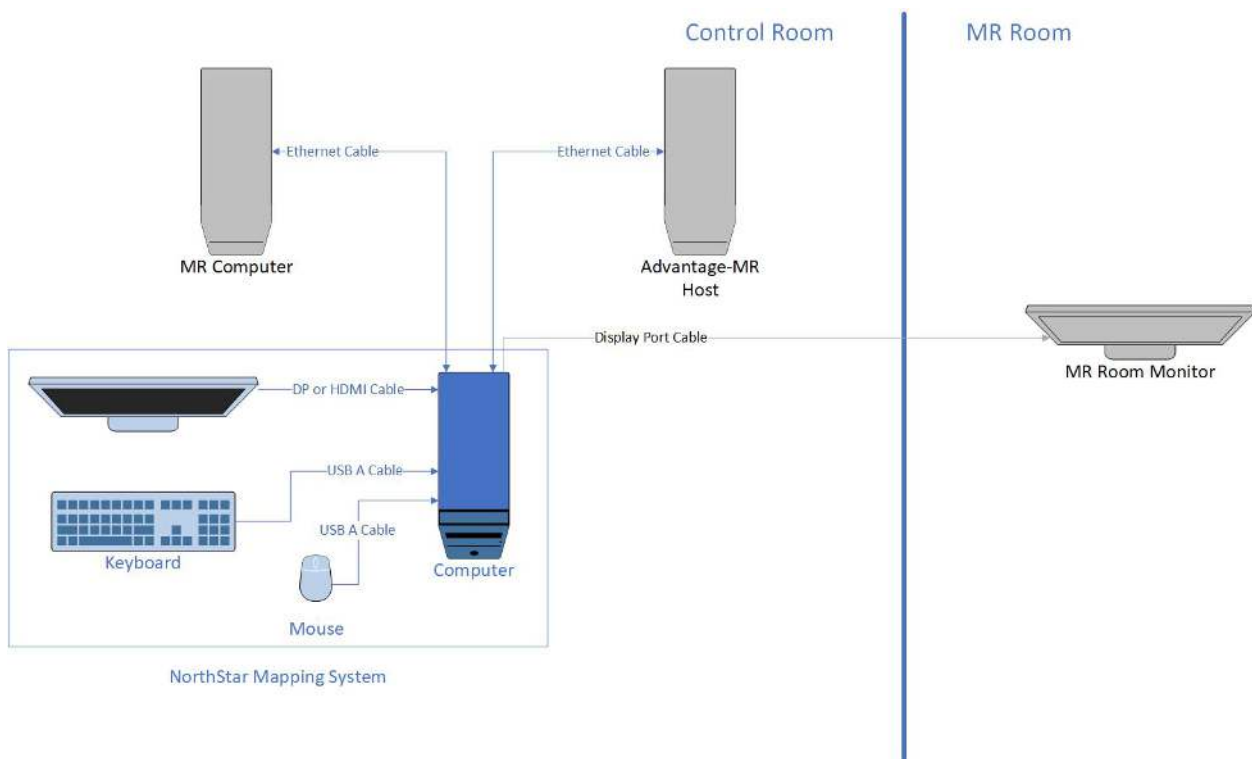 Control Room
MR Room
Ethernet Cable
Ethernet Cable
MR Computer
Advantage-MR
Host
Display Port Cable
MR Room Monitor
DP or HDMI Cable
USB A Cable
USB A Cable
Keyboard
Computer
Mouse
NorthStar Mapping System